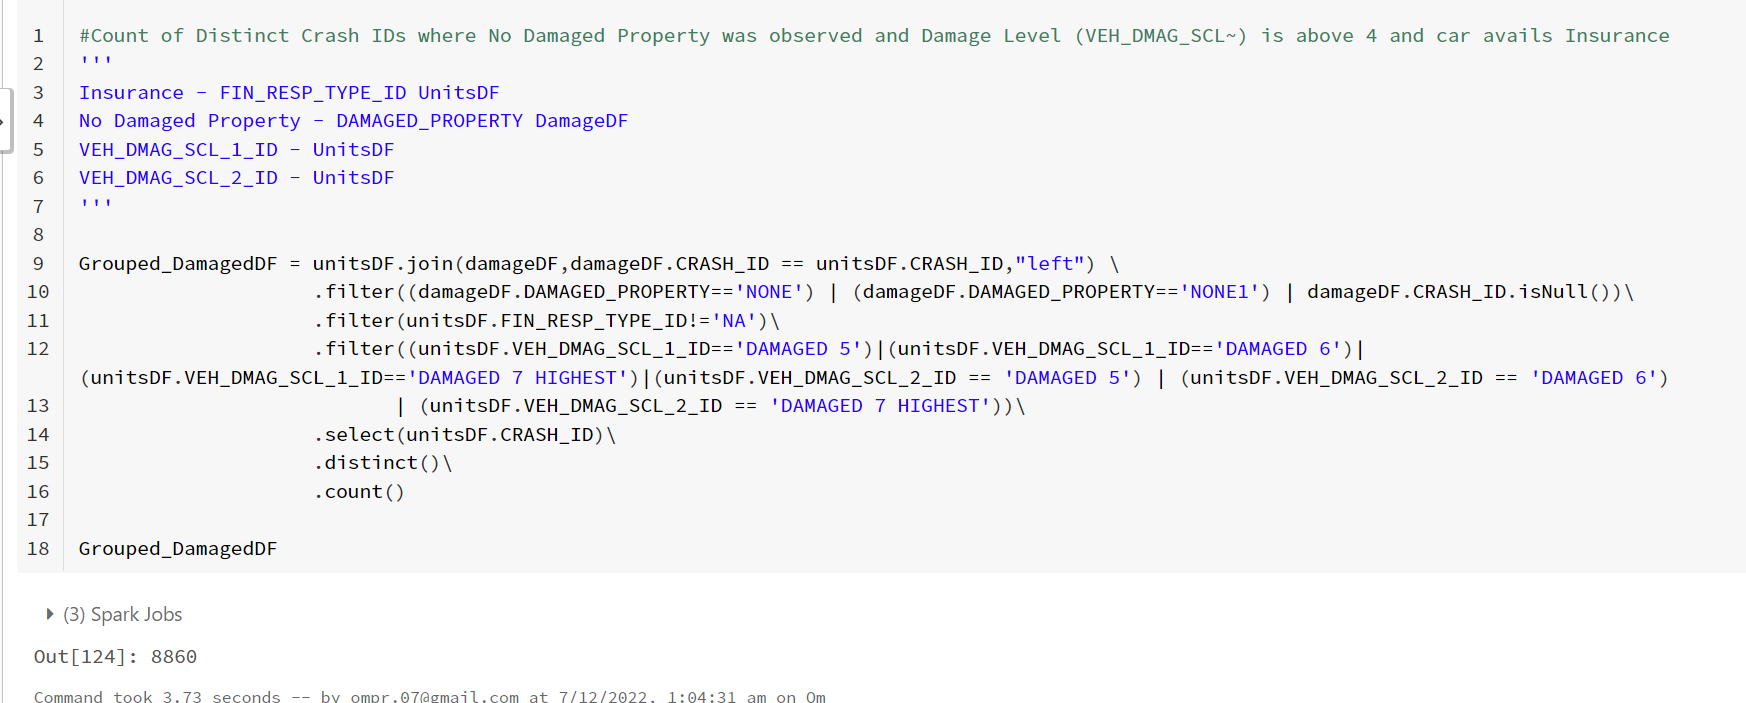 1 #Count of Distinct Crash IDs where No Damaged Property was observed and Damage Level (VEH_DMAG_SCL~) is above 4 and car avails Insurance
2 '''
3 Insurance - FIN_RESP_TYPE_ID UnitsDF
4 No Damaged Property - DAMAGED_PROPERTY DamageDF
5 VEH_DMAG_SCL_1_ID - UnitsDF
6 VEH_DMAG_SCL_2_ID - UnitsDF
7 '''
8
9 Grouped_DamagedDF = unitsDF.join(damageDF,damageDF.CRASH_ID == unitsDF.CRASH_ID,"left") \
10 .filter((damageDF.DAMAGED_PROPERTY=='NONE') | (damageDF.DAMAGED_PROPERTY=='NONE1') | damageDF.CRASH_ID.isNull())\
11 .filter(unitsDF.FIN_RESP_TYPE_ID!='NA')\
12 .filter((unitsDF.VEH_DMAG_SCL_1_ID=='DAMAGED 5')|(unitsDF.VEH_DMAG_SCL_1_ID=='DAMAGED 6')|
(unitsDF.VEH_DMAG_SCL_1_ID=='DAMAGED 7 HIGHEST')|(unitsDF.VEH_DMAG_SCL_2_ID == 'DAMAGED 5') | (unitsDF.VEH_DMAG_SCL_2_ID == 'DAMAGED 6')
13 | (unitsDF.VEH_DMAG_SCL_2_ID == 'DAMAGED 7 HIGHEST'))\
14 .select(unitsDF.CRASH_ID)\
15 .distinct()\
16 .count()
17
18 Grouped_DamagedDF
(3) Spark Jobs
Out[124]: 8860
Command took 3.73 seconds -- by ompr.07@gmail.com at 7/12/2022, 1:04:31 am on Om